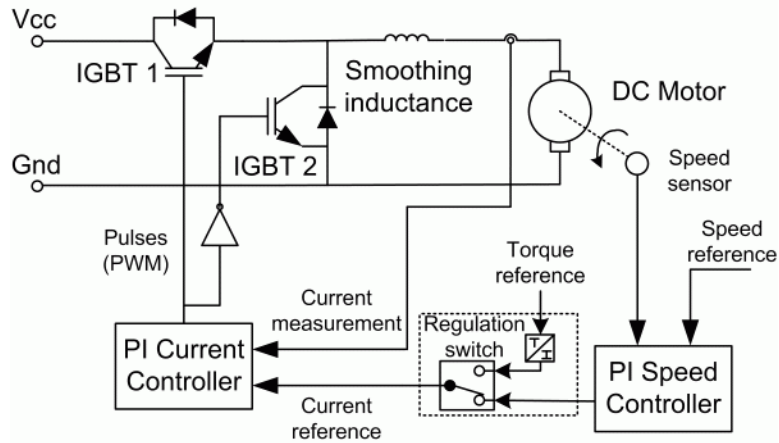 Vcc
IGBT 1
Smoothing
inductance
DC Motor
IGBT 2
Gnd
Speed
sensor
Pulses
(PWM)
Torque
reference
Speed
reference
Current
measurement
Regulation
switch
T
I
PI Current
Controller
PI Speed
Controller
Current
reference